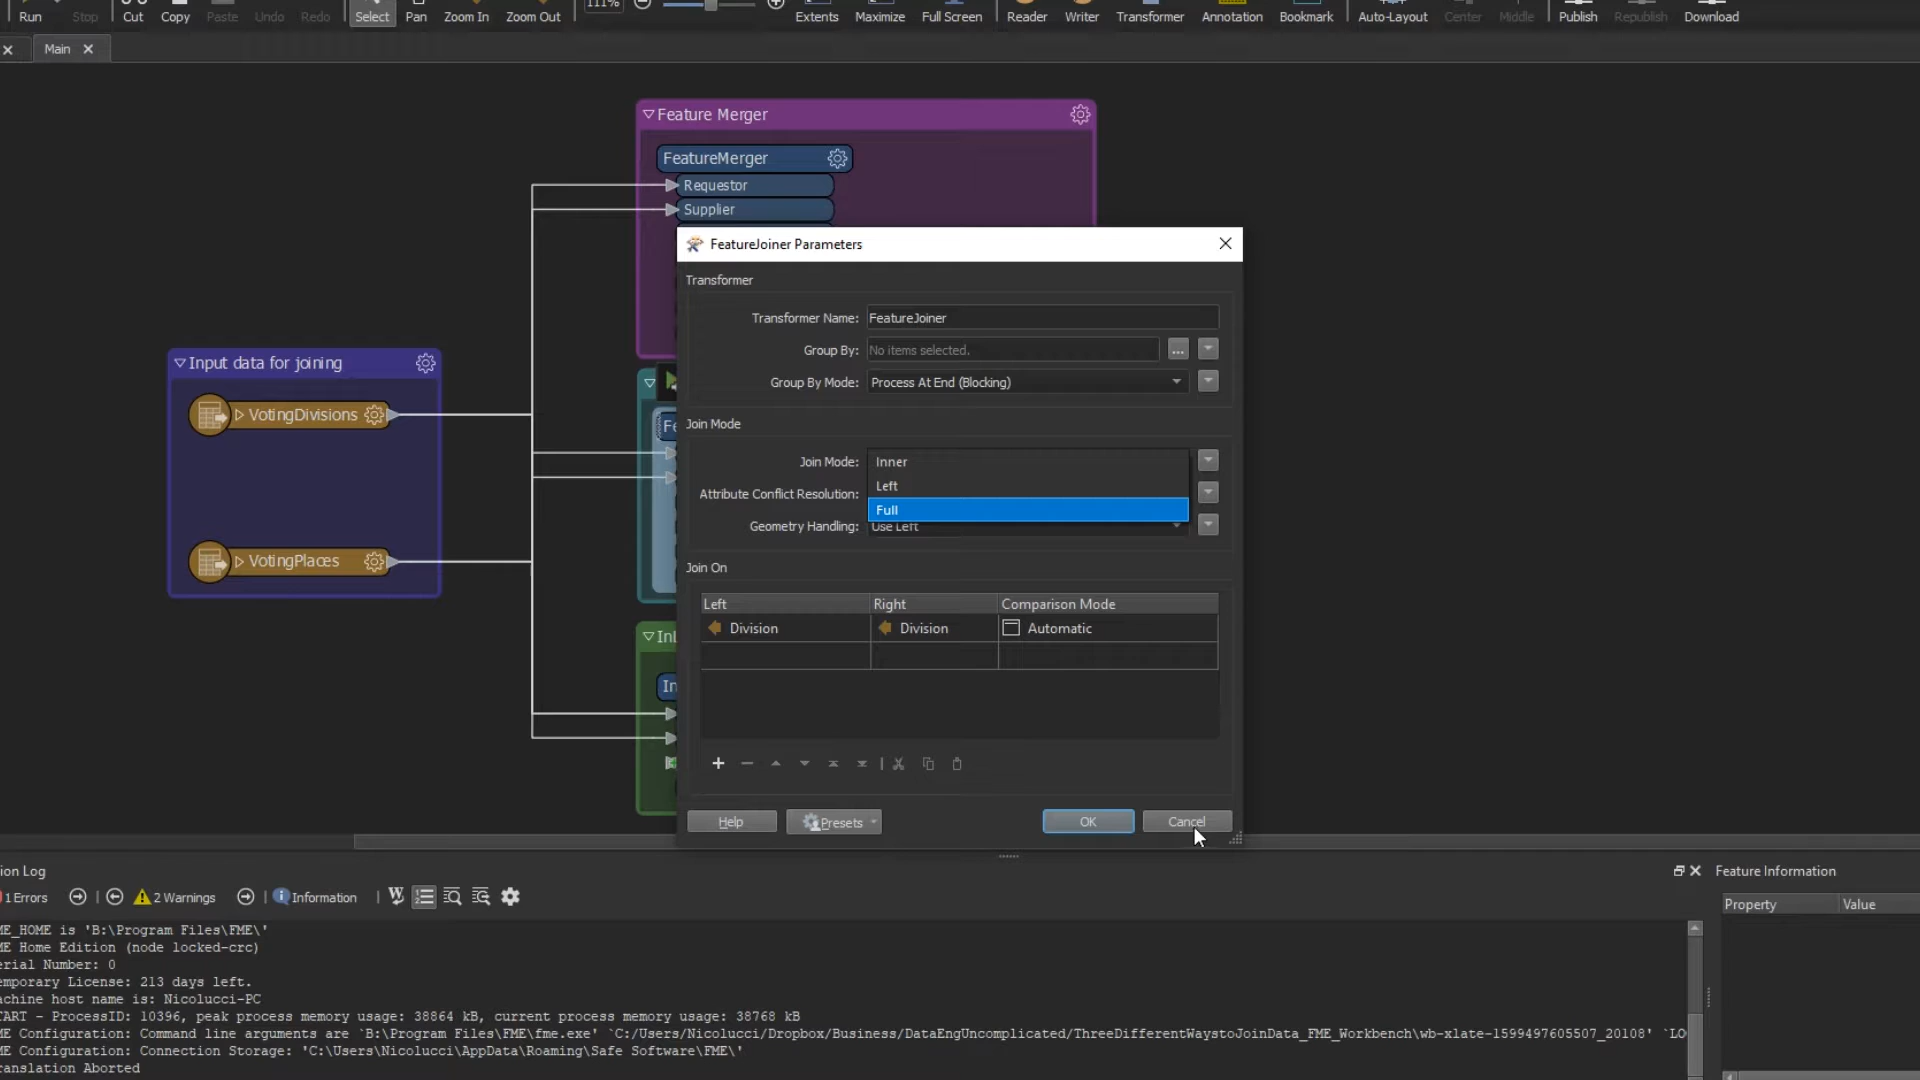 Run Stop Cut Copy Paste Undo Redo Select Pan Zoom In Zoom Out 111% Extents Maximize Full Screen Reader Writer Transformer Annotation Bookmark Auto-Layout Center Middle Publish Republish Download
Main
Feature Merger
FeatureMerger
Requestor
Supplier
Input data for joining
VotingDivisions
VotingPlaces
FeatureJoiner Parameters
Transformer
Transformer Name: FeatureJoiner
Group By: No items selected. ...
Group By Mode: Process At End (Blocking)
Join Mode
Join Mode: Inner
Left
Attribute Conflict Resolution:
Full
Geometry Handling: Use Left
Join On
Left Right Comparison Mode
Division Division Automatic
Help Presets OK Cancel
ion Log
1 Errors 2 Warnings Information
ME_HOME is 'B:\Program Files\FME\'
ME Home Edition (node locked-crc)
erial Number: 0
emporary License: 213 days left.
achine host name is: Nicolucci-PC
TART - ProcessID: 10396, peak process memory usage: 38864 kB, current process memory usage: 38768 kB
ME Configuration: Command line arguments are `B:\Program Files\FME\fme.exe' `C:/Users/Nicolucci/Dropbox/Business/DataEngUncomplicated/ThreeDifferentWaystoJoinData_FME_Workbench\wb-xlate-1599497605507_20108' `LO
ME Configuration: Connection Storage: 'C:\Users\Nicolucci\AppData\Roaming\Safe Software\FME\'
ranslation Aborted
Feature Information
Property Value